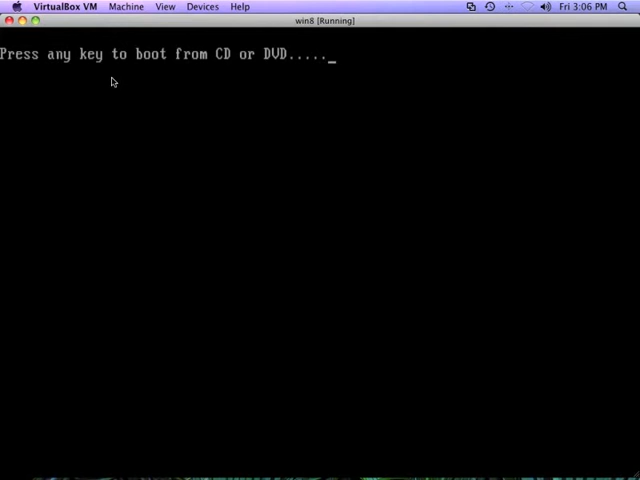 VirtualBox VM Machine View Devices Help Fri 3:06 PM
win8 [Running]
Press any key to boot from CD or DVD....._